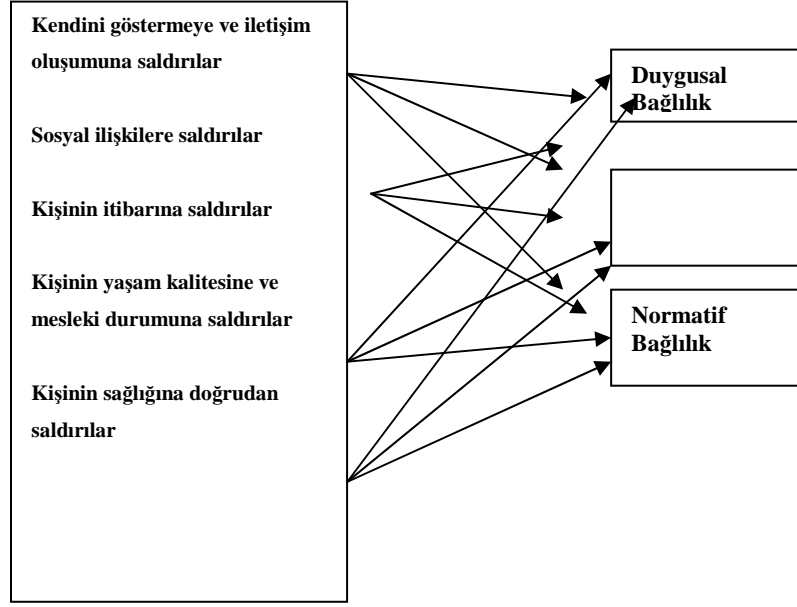 Kendini göstermeye ve iletişim
oluşumuna saldırılar
Sosyal ilişkilere saldırılar
Kişinin itibarına saldırılar
Kişinin yaşam kalitesine ve
mesleki durumuna saldırılar
Kişinin sağlığına doğrudan
saldırılar
Duygusal
Bağlılık
Normatif
Bağlılık